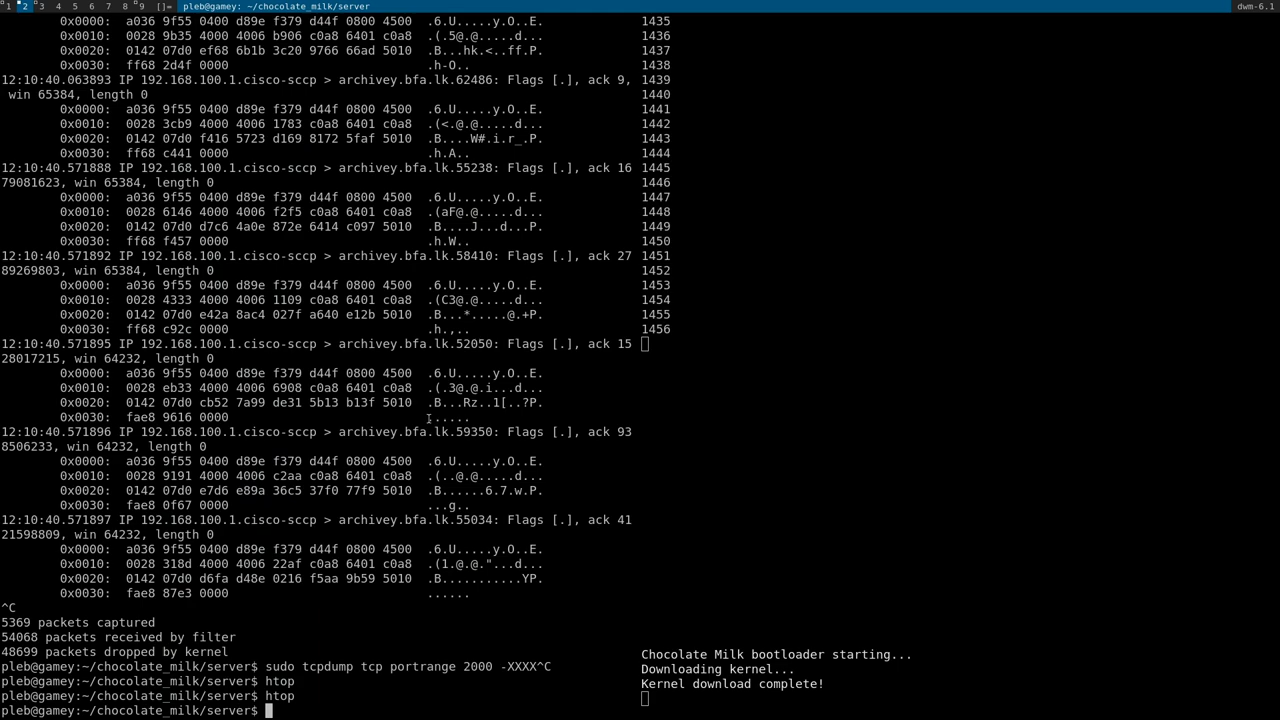 1 2 3 4 5 6 7 8 9 []= pleb@gamey: ~/chocolate_milk/server dwm-6.1
0x0000: a036 9f55 0400 d89e f379 d44f 0800 4500 .6.U.....y.O..E.
0x0010: 0028 9b35 4000 4006 b906 c0a8 6401 c0a8 .(.5@.@.....d...
0x0020: 0142 07d0 ef68 6b1b 3c20 9766 66ad 5010 .B...hk.<..ff.P.
0x0030: ff68 2d4f 0000 .h-O..
12:10:40.063893 IP 192.168.100.1.cisco-sccp > archivey.bfa.lk.62486: Flags [.], ack 9,
win 65384, length 0
0x0000: a036 9f55 0400 d89e f379 d44f 0800 4500 .6.U.....y.O..E.
0x0010: 0028 3cb9 4000 4006 1783 c0a8 6401 c0a8 .(<.@.@.....d...
0x0020: 0142 07d0 f416 5723 d169 8172 5faf 5010 .B....W#.i.r_.P.
0x0030: ff68 c441 0000 .h.A..
12:10:40.571888 IP 192.168.100.1.cisco-sccp > archivey.bfa.lk.55238: Flags [.], ack 16
79081623, win 65384, length 0
0x0000: a036 9f55 0400 d89e f379 d44f 0800 4500 .6.U.....y.O..E.
0x0010: 0028 6146 4000 4006 f2f5 c0a8 6401 c0a8 .(aF@.@.....d...
0x0020: 0142 07d0 d7c6 4a0e 872e 6414 c097 5010 .B....J...d...P.
0x0030: ff68 f457 0000 .h.W..
12:10:40.571892 IP 192.168.100.1.cisco-sccp > archivey.bfa.lk.58410: Flags [.], ack 27
89269803, win 65384, length 0
0x0000: a036 9f55 0400 d89e f379 d44f 0800 4500 .6.U.....y.O..E.
0x0010: 0028 4333 4000 4006 1109 c0a8 6401 c0a8 .(C3@.@.....d...
0x0020: 0142 07d0 e42a 8ac4 027f a640 e12b 5010 .B...*.....@.+P.
0x0030: ff68 c92c 0000 .h.,..
12:10:40.571895 IP 192.168.100.1.cisco-sccp > archivey.bfa.lk.52050: Flags [.], ack 15
28017215, win 64232, length 0
0x0000: a036 9f55 0400 d89e f379 d44f 0800 4500 .6.U.....y.O..E.
0x0010: 0028 eb33 4000 4006 6908 c0a8 6401 c0a8 .(.3@.@.i...d...
0x0020: 0142 07d0 cb52 7a99 de31 5b13 b13f 5010 .B...Rz..1[..?P.
0x0030: fae8 9616 0000 ......
12:10:40.571896 IP 192.168.100.1.cisco-sccp > archivey.bfa.lk.59350: Flags [.], ack 93
8506233, win 64232, length 0
0x0000: a036 9f55 0400 d89e f379 d44f 0800 4500 .6.U.....y.O..E.
0x0010: 0028 9191 4000 4006 c2aa c0a8 6401 c0a8 .(..@.@.....d...
0x0020: 0142 07d0 e7d6 e89a 36c5 37f0 77f9 5010 .B......6.7.w.P.
0x0030: fae8 0f67 0000 ...g..
12:10:40.571897 IP 192.168.100.1.cisco-sccp > archivey.bfa.lk.55034: Flags [.], ack 41
21598809, win 64232, length 0
0x0000: a036 9f55 0400 d89e f379 d44f 0800 4500 .6.U.....y.O..E.
0x0010: 0028 318d 4000 4006 22af c0a8 6401 c0a8 .(1.@.@."...d...
0x0020: 0142 07d0 d6fa d48e 0216 f5aa 9b59 5010 .B...........YP.
0x0030: fae8 87e3 0000 ......
^C
5369 packets captured
54068 packets received by filter
48699 packets dropped by kernel
pleb@gamey:~/chocolate_milk/server$ sudo tcpdump tcp portrange 2000 -XXXX^C
pleb@gamey:~/chocolate_milk/server$ htop
pleb@gamey:~/chocolate_milk/server$ htop
pleb@gamey:~/chocolate_milk/server$
1435
1436
1437
1438
1439
1440
1441
1442
1443
1444
1445
1446
1447
1448
1449
1450
1451
1452
1453
1454
1455
1456
Chocolate Milk bootloader starting...
Downloading kernel...
Kernel download complete!